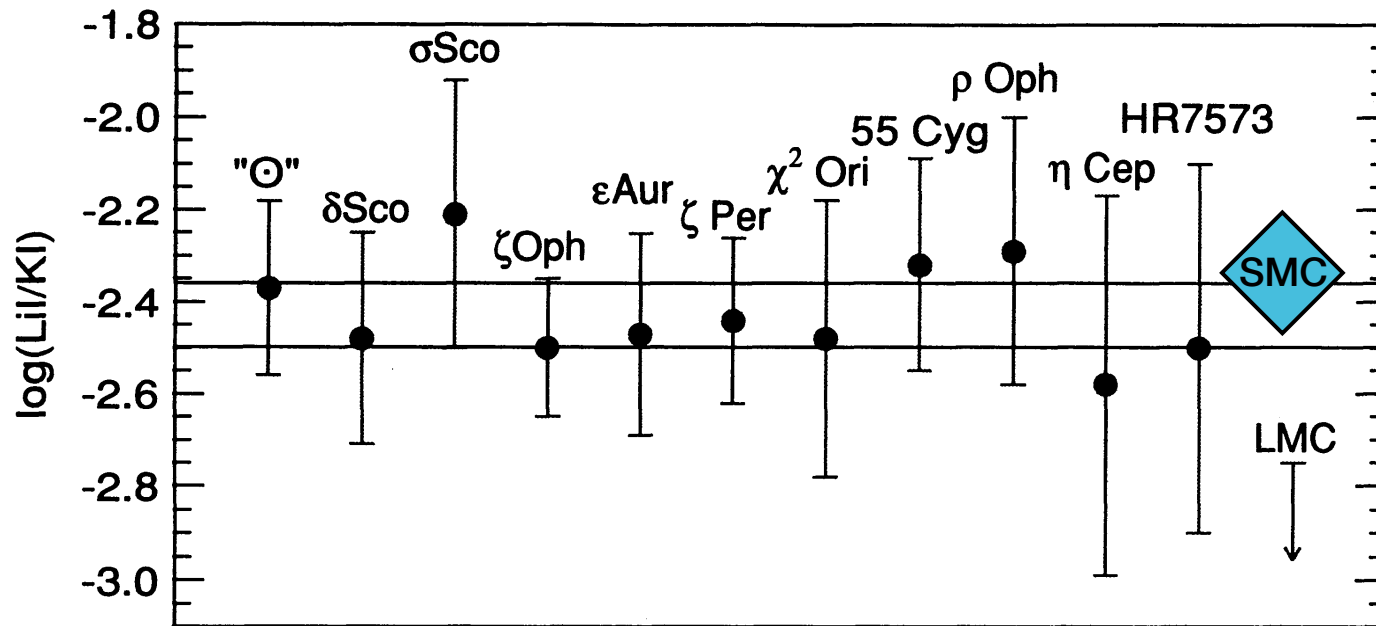 log(LiI/KI)
-1.8
-2.0
-2.2
-2.4
-2.6
-2.8
-3.0
"⊙"
δSco
σSco
ζOph
εAur
ζ Per
χ² Ori
55 Cyg
ρ Oph
η Cep
HR7573
SMC
LMC